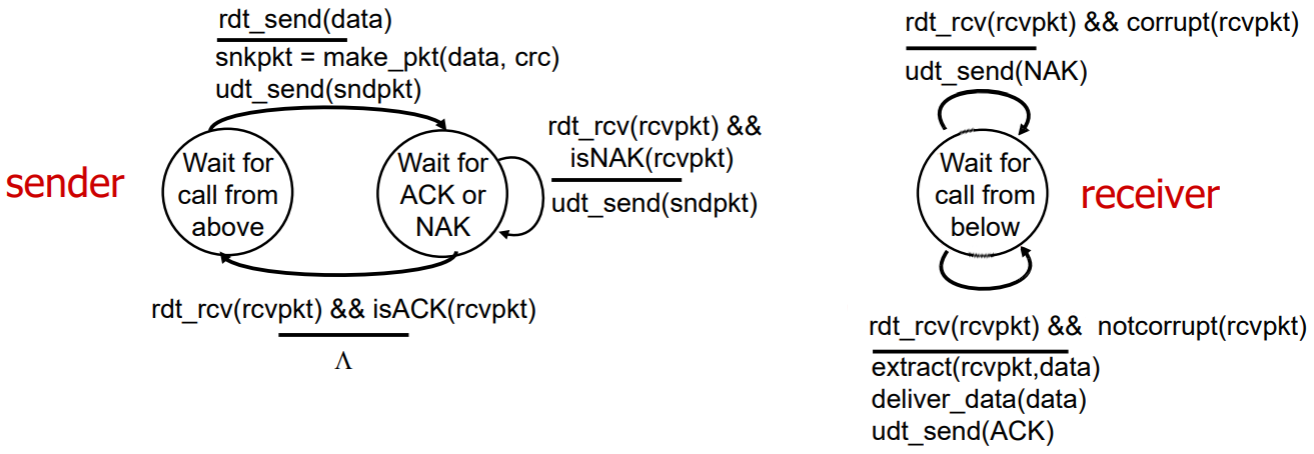 rdt_send(data)
snkpkt = make_pkt(data, crc)
udt_send(sndpkt)
sender
Wait for
call from
above
Wait for
ACK or
NAK
rdt_rcv(rcvpkt) &&
isNAK(rcvpkt)
udt_send(sndpkt)
rdt_rcv(rcvpkt) && isACK(rcvpkt)
Λ
rdt_rcv(rcvpkt) && corrupt(rcvpkt)
udt_send(NAK)
Wait for
call from
below
receiver
rdt_rcv(rcvpkt) && notcorrupt(rcvpkt)
extract(rcvpkt,data)
deliver_data(data)
udt_send(ACK)